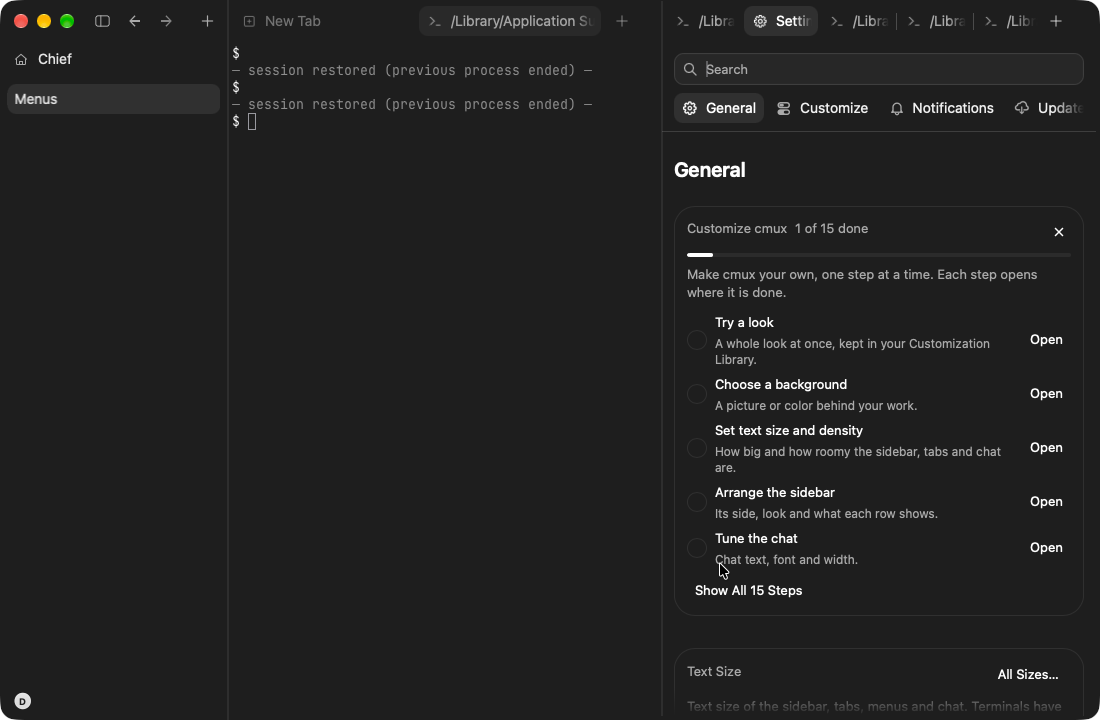 New Tab
/Library/Application Su
/Libra
Settin
/Libra
/Libra
/Libr
Chief
Menus
$
— session restored (previous process ended) —
$
— session restored (previous process ended) —
$
Search
General
Customize
Notifications
Update
General
Customize cmux 1 of 15 done
Make cmux your own, one step at a time. Each step opens
where it is done.
Try a look
A whole look at once, kept in your Customization
Library.
Open
Choose a background
A picture or color behind your work.
Open
Set text size and density
How big and how roomy the sidebar, tabs and chat
are.
Open
Arrange the sidebar
Its side, look and what each row shows.
Open
Tune the chat
Chat text, font and width.
Open
Show All 15 Steps
Text Size
All Sizes...
Text size of the sidebar, tabs, menus and chat. Terminals have
D